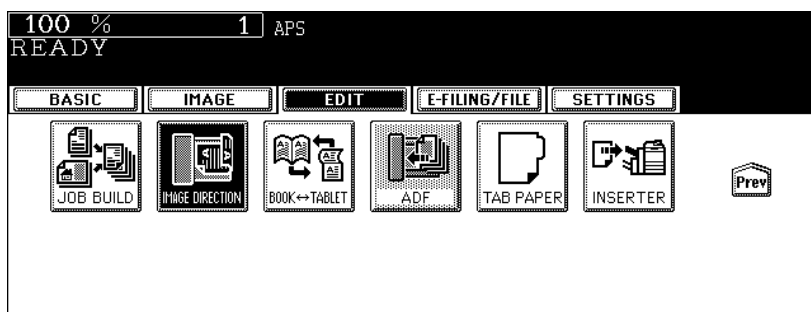 100 % 1 APS
READY
BASIC IMAGE EDIT E-FILING/FILE SETTINGS
JOB BUILD IMAGE DIRECTION BOOK↔TABLET ADF TAB PAPER INSERTER Prev